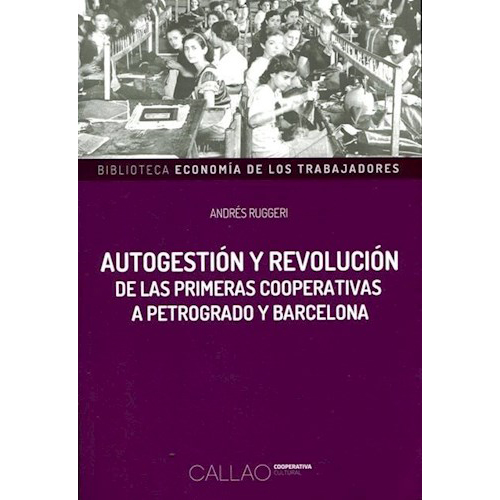 BIBLIOTECA ECONOMÍA DE LOS TRABAJADORES
ANDRÉS RUGGERI
AUTOGESTIÓN Y REVOLUCIÓN
DE LAS PRIMERAS COOPERATIVAS
A PETROGRADO Y BARCELONA
CALLAO COOPERATIVA
CULTURAL